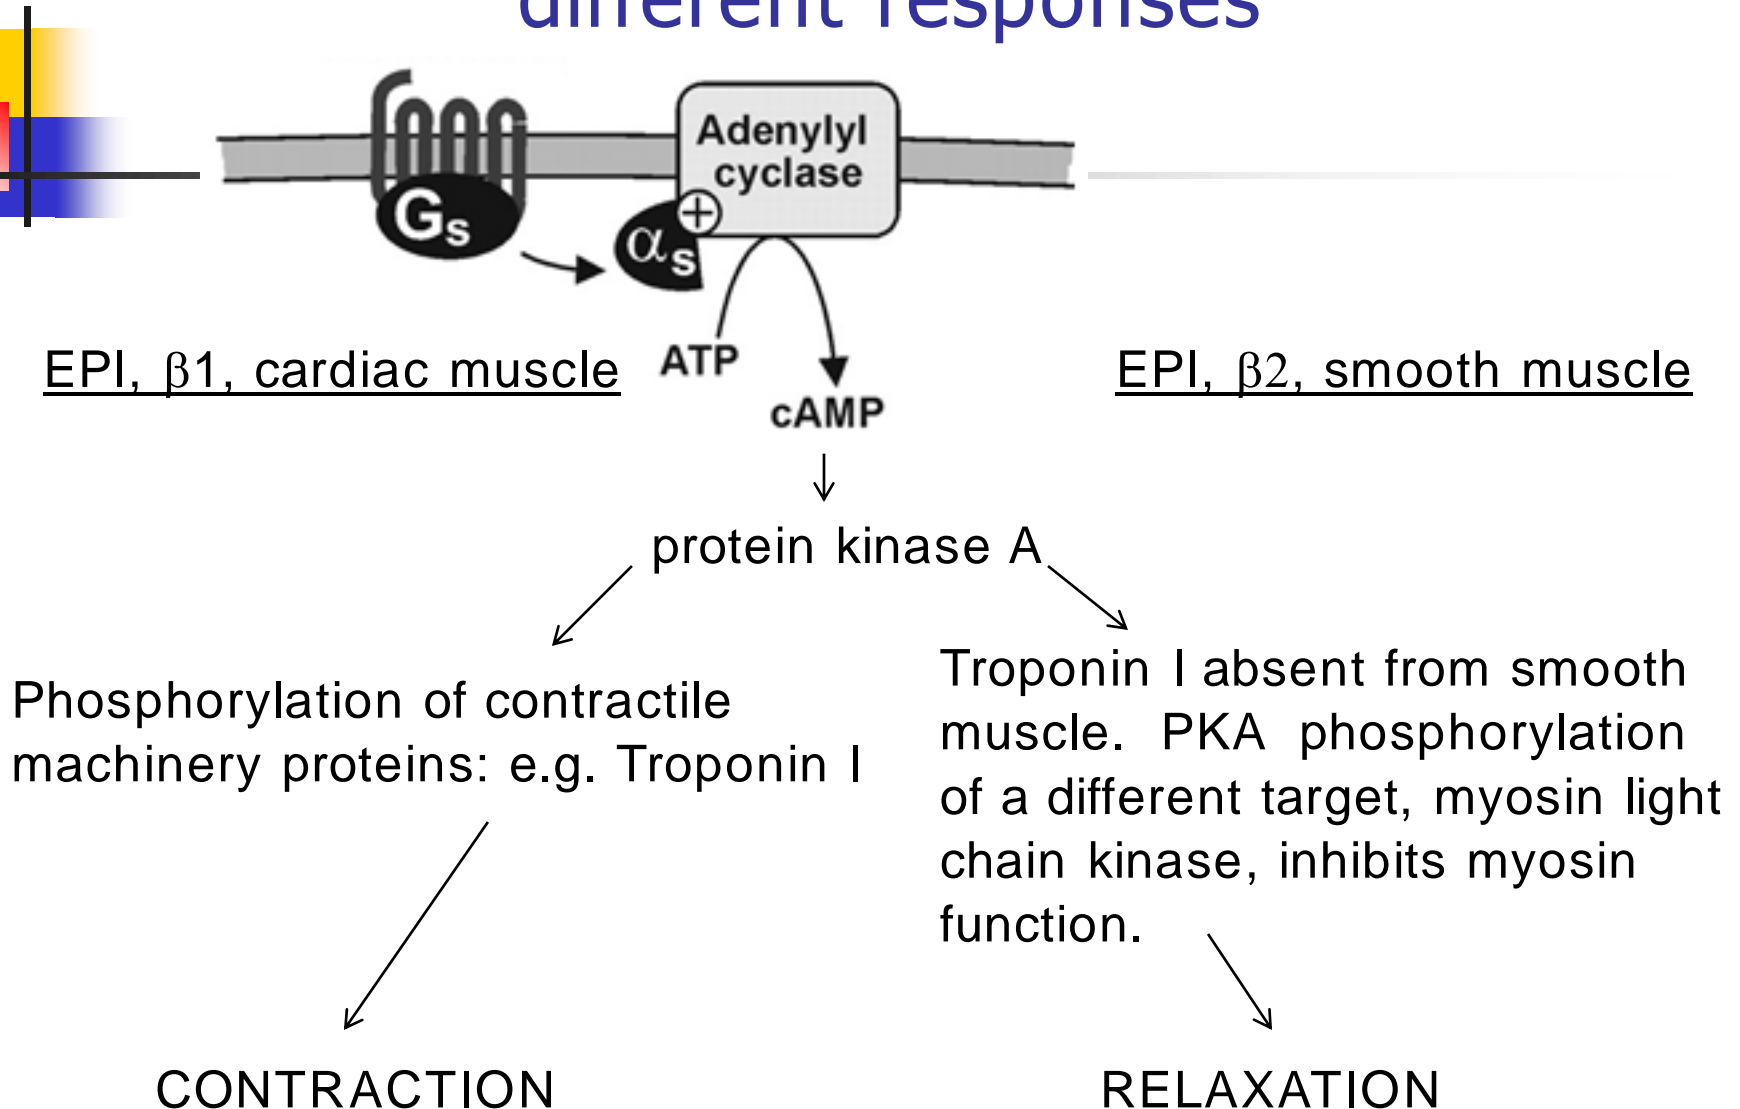 different responses
Adenylyl
cyclase
Gs
+
αs
EPI, β1, cardiac muscle
ATP
EPI, β2, smooth muscle
cAMP
protein kinase A
Phosphorylation of contractile
machinery proteins: e.g. Troponin I
Troponin I absent from smooth
muscle. PKA phosphorylation
of a different target, myosin light
chain kinase, inhibits myosin
function.
CONTRACTION
RELAXATION